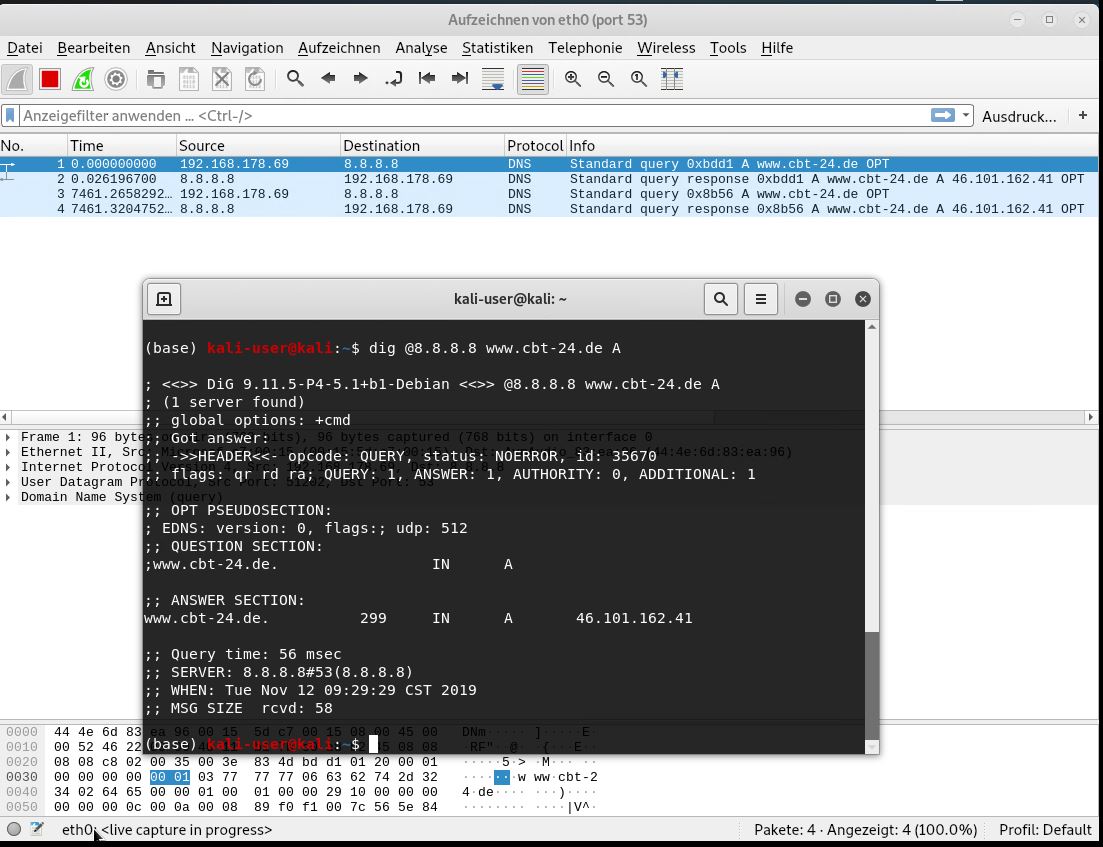 Aufzeichnen von eth0 (port 53)
Datei Bearbeiten Ansicht Navigation Aufzeichnen Analyse Statistiken Telephonie Wireless Tools Hilfe
Anzeigefilter anwenden ... <Ctrl-/> Ausdruck... +
No. Time Source Destination Protocol Info
1 0.000000000 192.168.178.69 8.8.8.8 DNS Standard query 0xbdd1 A www.cbt-24.de OPT
2 0.026196700 8.8.8.8 192.168.178.69 DNS Standard query response 0xbdd1 A www.cbt-24.de A 46.101.162.41 OPT
3 7461.2658292… 192.168.178.69 8.8.8.8 DNS Standard query 0x8b56 A www.cbt-24.de OPT
4 7461.3204752… 8.8.8.8 192.168.178.69 DNS Standard query response 0x8b56 A www.cbt-24.de A 46.101.162.41 OPT
kali-user@kali: ~
(base) kali-user@kali:~$ dig @8.8.8.8 www.cbt-24.de A
; <<>> DiG 9.11.5-P4-5.1+b1-Debian <<>> @8.8.8.8 www.cbt-24.de A
; (1 server found)
;; global options: +cmd
;; Got answer:
;; ->>HEADER<<- opcode: QUERY, status: NOERROR, id: 35670
;; flags: qr rd ra; QUERY: 1, ANSWER: 1, AUTHORITY: 0, ADDITIONAL: 1
;; OPT PSEUDOSECTION:
; EDNS: version: 0, flags:; udp: 512
;; QUESTION SECTION:
;www.cbt-24.de. IN A
;; ANSWER SECTION:
www.cbt-24.de. 299 IN A 46.101.162.41
;; Query time: 56 msec
;; SERVER: 8.8.8.8#53(8.8.8.8)
;; WHEN: Tue Nov 12 09:29:29 CST 2019
;; MSG SIZE rcvd: 58
(base) kali-user@kali:~$
Frame 1: 96 bytes (768 bits), 96 bytes captured (768 bits) on interface 0
Ethernet II, Src:
Internet Protocol Version 4, Src: Dst: 8.8.8.8
User Datagram Protocol, Src Port: 51202, Dst Port: 53
Domain Name System (query)
0000 44 4e 6d 83 ea 96 00 15 5d c7 00 15 08 00 45 00 DNm····· ]·····E·
0010 00 52 46 22 08 08
0020 08 08 c8 02 00 35 00 3e 83 4d bd d1 01 20 00 01 ·····5·> ·M··· ··
0030 00 00 00 00 00 01 03 77 77 77 06 63 62 74 2d 32 ·······w ww·cbt-2
0040 34 02 64 65 00 00 01 00 01 00 00 29 10 00 00 00 4·de···· ···)····
0050 00 00 00 0c 00 0a 00 08 89 f0 f1 00 7c 56 5e 84 ········ ····|V^·
eth0: <live capture in progress> Pakete: 4 · Angezeigt: 4 (100.0%) Profil: Default